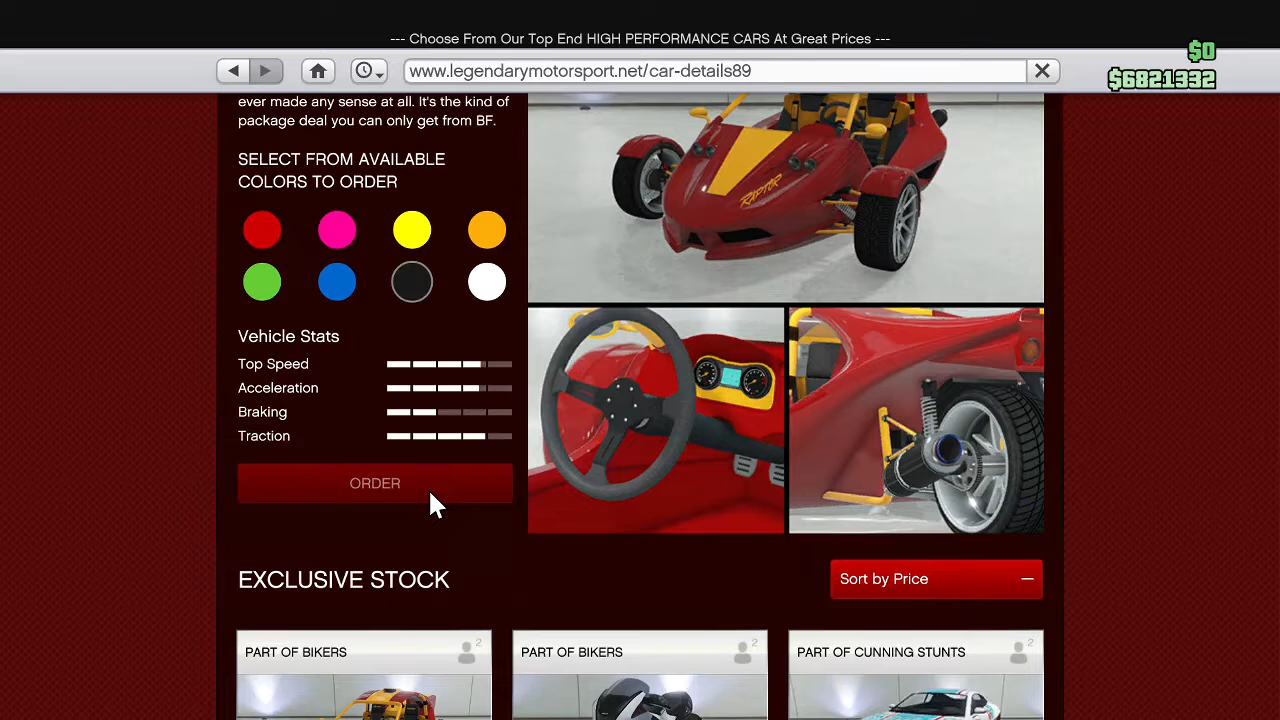 --- Choose From Our Top End HIGH PERFORMANCE CARS At Great Prices ---
$0
www.legendarymotorsport.net/car-details89
$6821332
ever made any sense at all. It's the kind of
package deal you can only get from BF.
SELECT FROM AVAILABLE
COLORS TO ORDER
RAPTOR
Vehicle Stats
Top Speed
Acceleration
Braking
Traction
ORDER
EXCLUSIVE STOCK
Sort by Price
PART OF BIKERS
2
PART OF BIKERS
2
PART OF CUNNING STUNTS
2